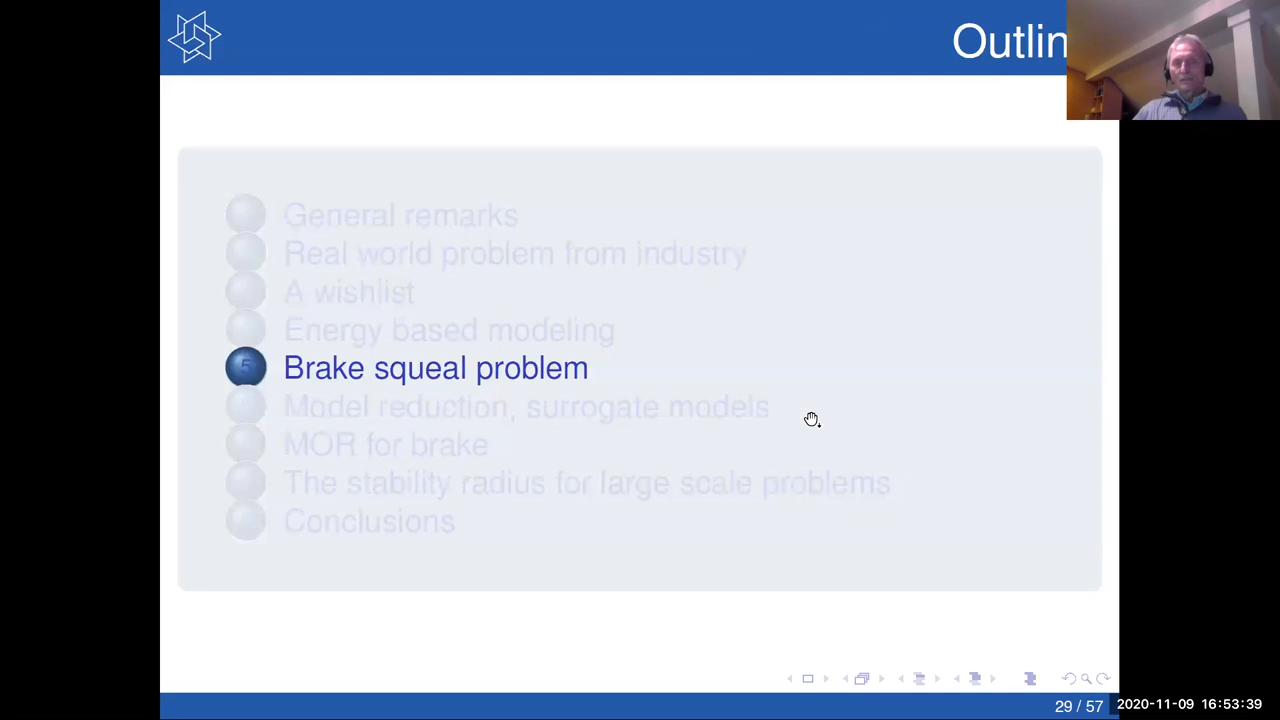 Outlin
General remarks
Real world problem from industry
A wishlist
Energy based modeling
5 Brake squeal problem
Model reduction, surrogate models
MOR for brake
The stability radius for large scale problems
Conclusions
29 / 57
2020-11-09 16:53:39